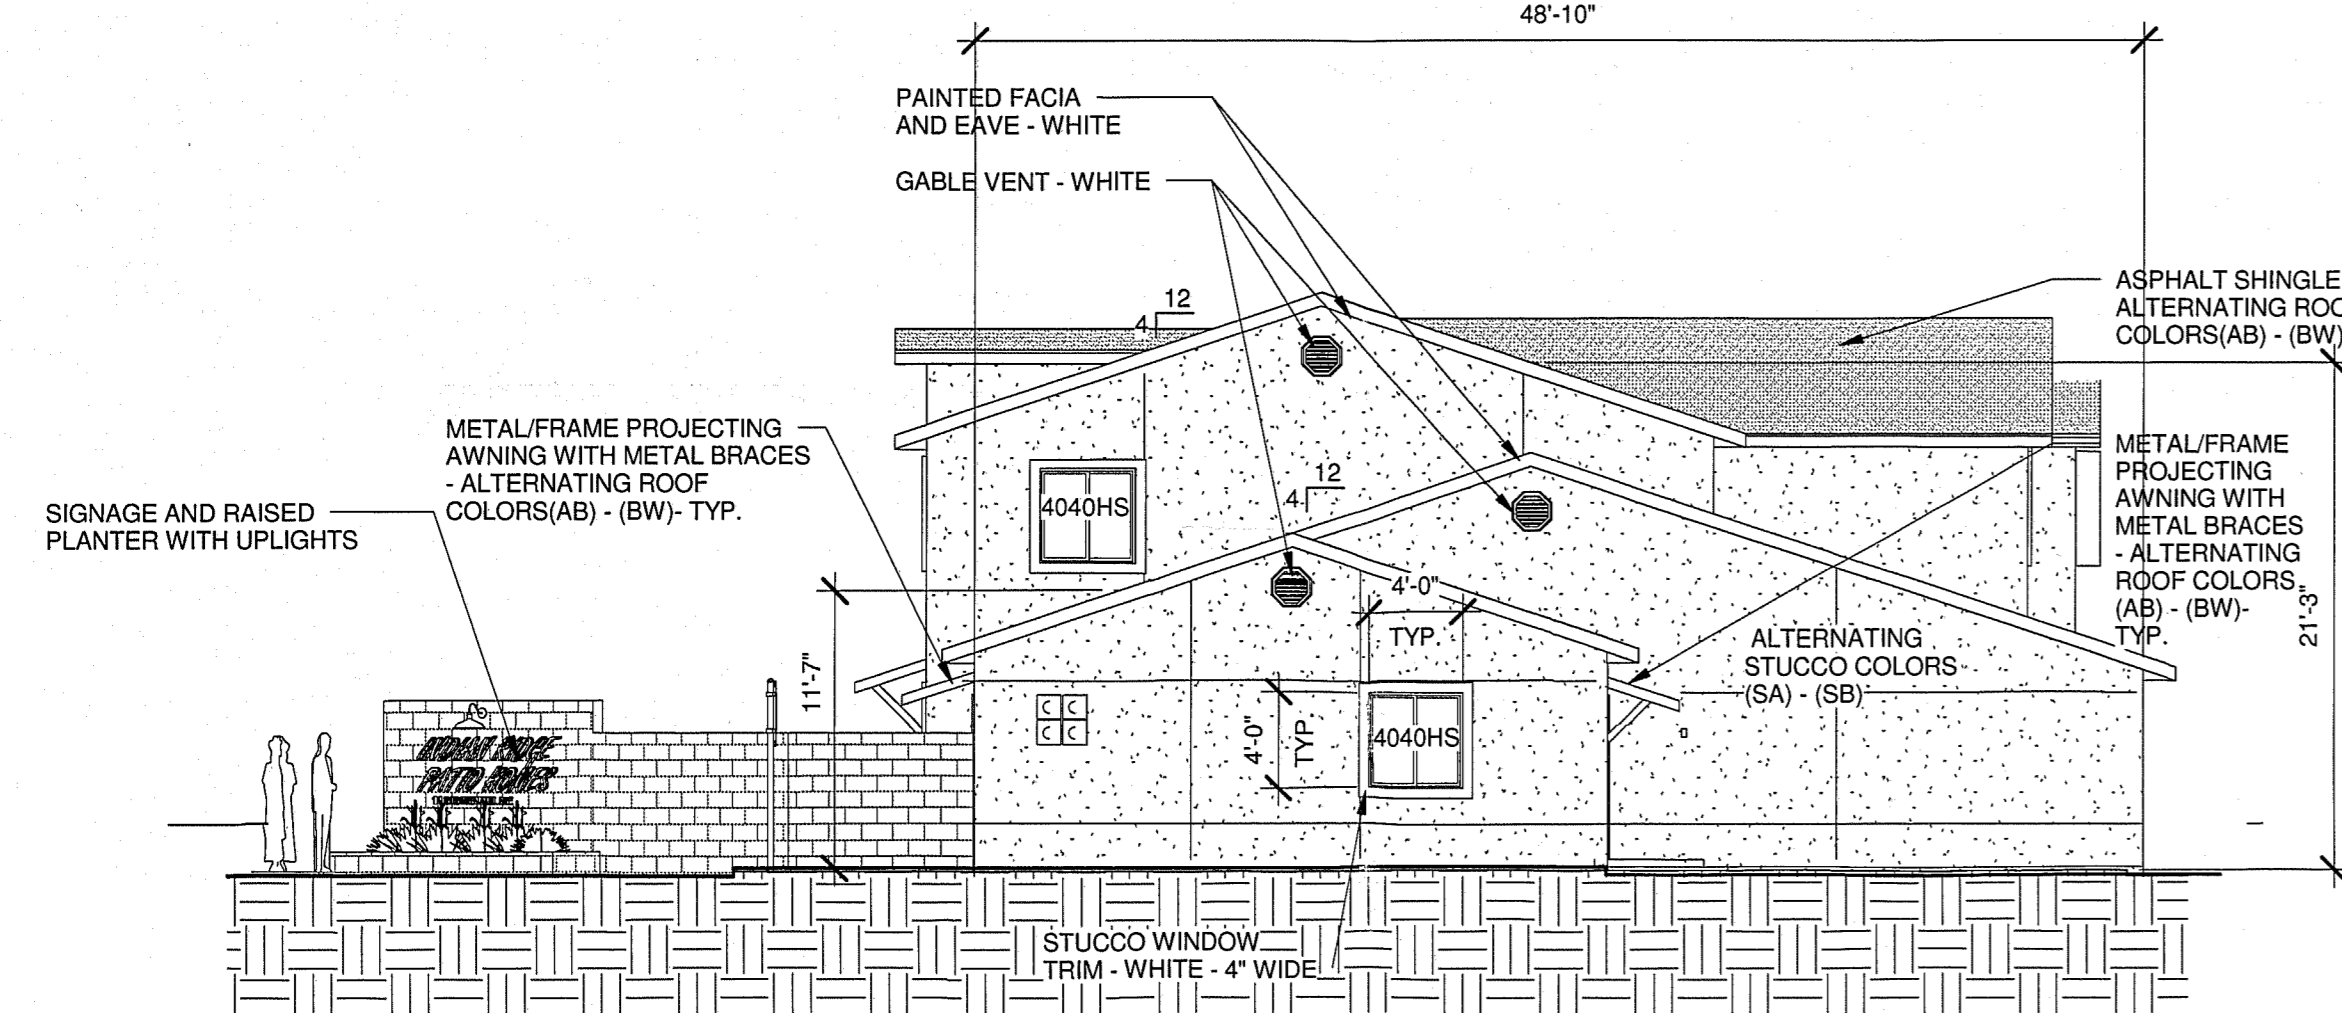 48'-10"
PAINTED FACIA
AND EAVE - WHITE
GABLE VENT - WHITE
12
4
ASPHALT SHINGLE
ALTERNATING ROO
COLORS(AB) - (BW)
METAL/FRAME PROJECTING
AWNING WITH METAL BRACES
- ALTERNATING ROOF
COLORS(AB) - (BW)- TYP.
SIGNAGE AND RAISED
PLANTER WITH UPLIGHTS
4040HS
12
4
METAL/FRAME
PROJECTING
AWNING WITH
METAL BRACES
- ALTERNATING
ROOF COLORS
(AB) - (BW)-
TYP.
21'-3"
4'-0"
TYP.
ALTERNATING
STUCCO COLORS
(SA) - (SB)
11'-7"
C C
C C
4'-0"
TYP
4040HS
INDIAN RIDGE
PATIO HOMES
STUCCO WINDOW
TRIM - WHITE - 4" WIDE